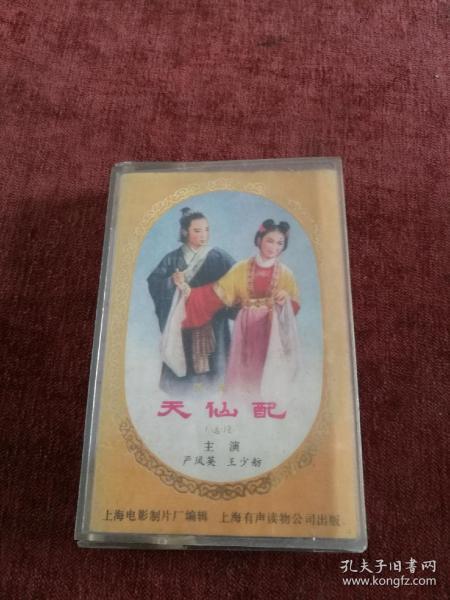 天仙配
(选段)
主 演
严凤英 王少舫
上海电影制片厂编辑 上海有声读物公司出版
孔夫子旧书网
www.kongfz.com